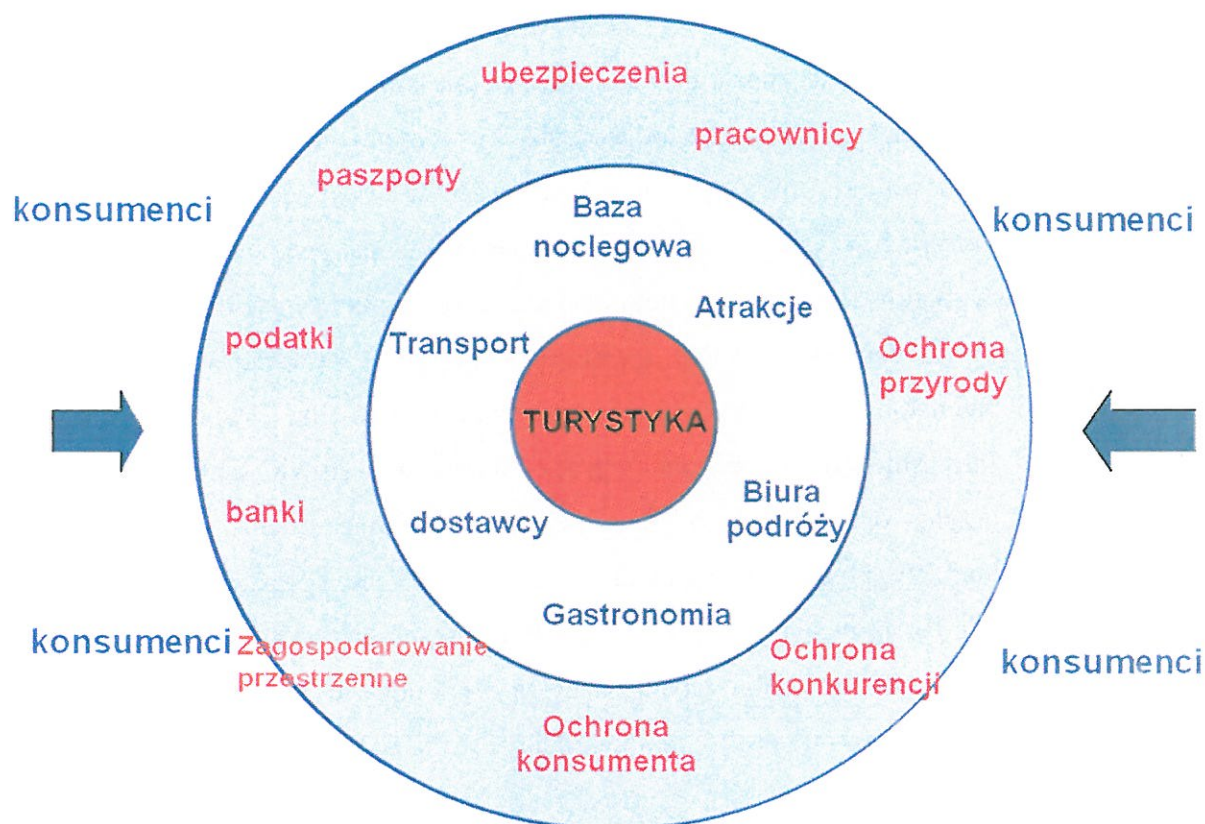 ubezpieczenia
pracownicy
paszporty
konsumenci
konsumenci
Baza
noclegowa
Atrakcje
podatki
Transport
Ochrona
przyrody
TURYSTYKA
banki
dostawcy
Biura
podróży
Gastronomia
konsumenci
Zagospodarowanie
przestrzenne
Ochrona
konkurencji
konsumenci
Ochrona
konsumenta